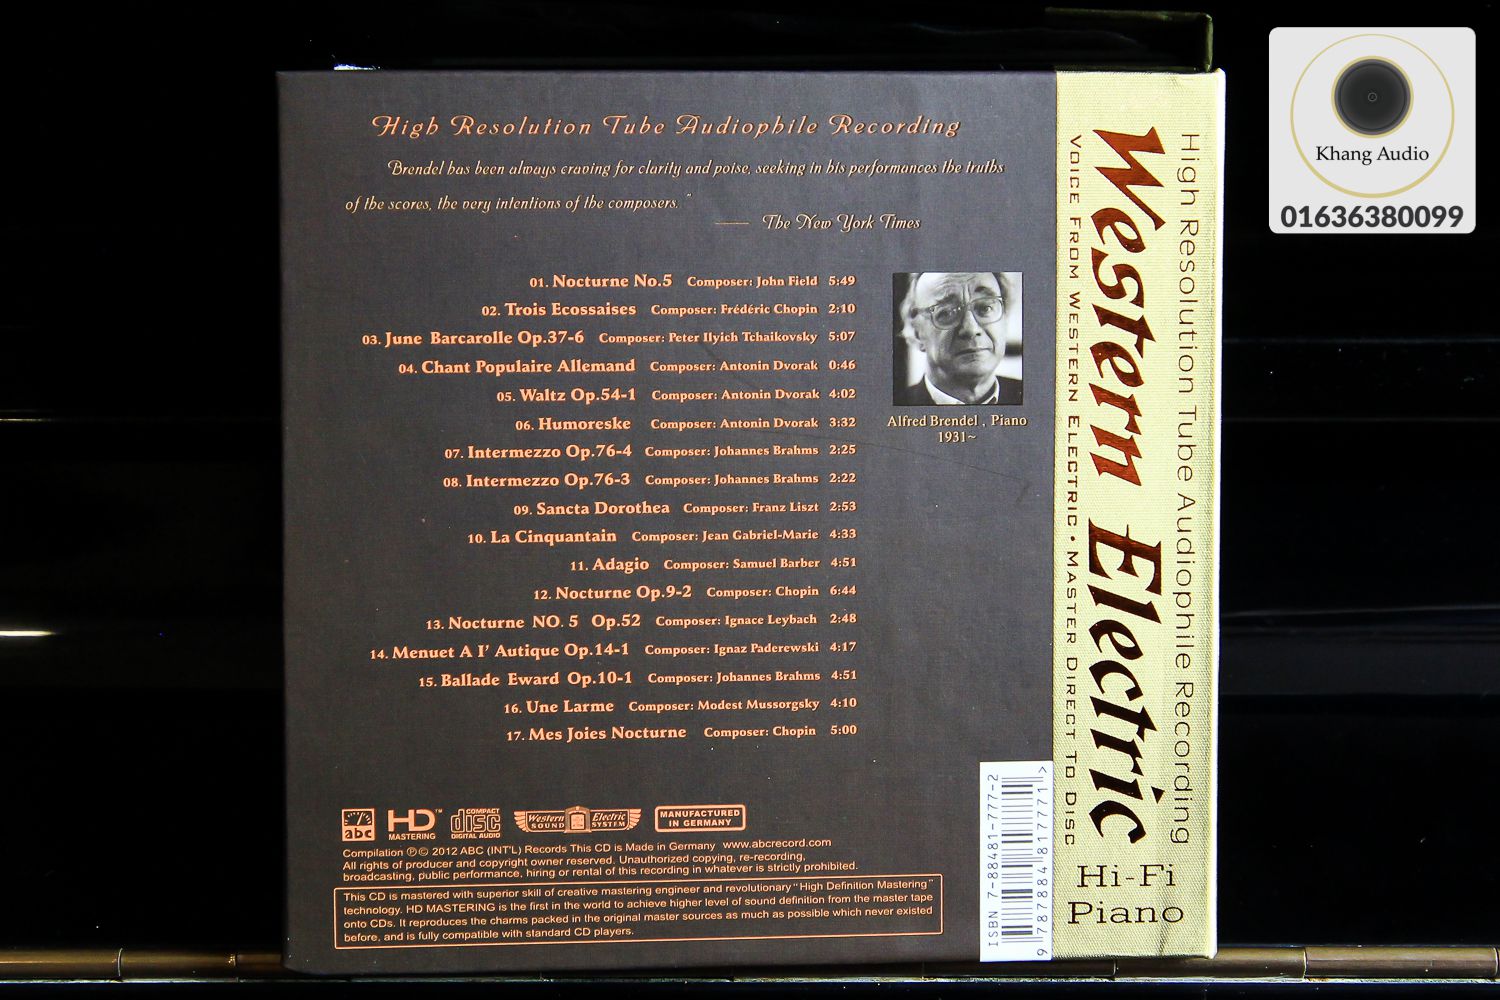 High Resolution Tube Audiophile Recording
Brendel has been always craving for clarity and poise, seeking in his performances the truths
of the scores, the very intentions of the composers. "
—— The New York Times
01. Nocturne No.5 Composer: John Field 5:49
02. Trois Ecossaises Composer: Frédéric Chopin 2:10
03. June Barcarolle Op.37-6 Composer: Peter Ilyich Tchaikovsky 5:07
04. Chant Populaire Allemand Composer: Antonin Dvorak 0:46
05. Waltz Op.54-1 Composer: Antonin Dvorak 4:02
06. Humoreske Composer: Antonin Dvorak 3:32
07. Intermezzo Op.76-4 Composer: Johannes Brahms 2:25
08. Intermezzo Op.76-3 Composer: Johannes Brahms 2:22
09. Sancta Dorothea Composer: Franz Liszt 2:53
10. La Cinquantain Composer: Jean Gabriel-Marie 4:33
11. Adagio Composer: Samuel Barber 4:51
12. Nocturne Op.9-2 Composer: Chopin 6:44
13. Nocturne NO. 5 Op.52 Composer: Ignace Leybach 2:48
14. Menuet A I' Autique Op.14-1 Composer: Ignaz Paderewski 4:17
15. Ballade Eward Op.10-1 Composer: Johannes Brahms 4:51
16. Une Larme Composer: Modest Mussorgsky 4:10
17. Mes Joies Nocturne Composer: Chopin 5:00
Alfred Brendel , Piano
1931~
abc
HD™
MASTERING
COMPACT
disc
DIGITAL AUDIO
Western Electric
SOUND SYSTEM
MANUFACTURED
IN GERMANY
Compilation ℗© 2012 ABC (INT'L) Records This CD is Made in Germany www.abcrecord.com
All rights of producer and copyright owner reserved. Unauthorized copying, re-recording,
broadcasting, public performance, hiring or rental of this recording in whatever is strictly prohibited.
This CD is mastered with superior skill of creative mastering engineer and revolutionary "High Definition Mastering"
technology. HD MASTERING is the first in the world to achieve higher level of sound definition from the master tape
onto CDs. It reproduces the charms packed in the original master sources as much as possible which never existed
before, and is fully compatible with standard CD players.
ISBN 7-88481-777-2
9 787884 817771 >
High Resolution Tube Audiophile Recording
Western Electric
VOICE FROM WESTERN ELECTRIC • MASTER DIRECT TO DISC
Hi-Fi
Piano
Khang Audio
01636380099